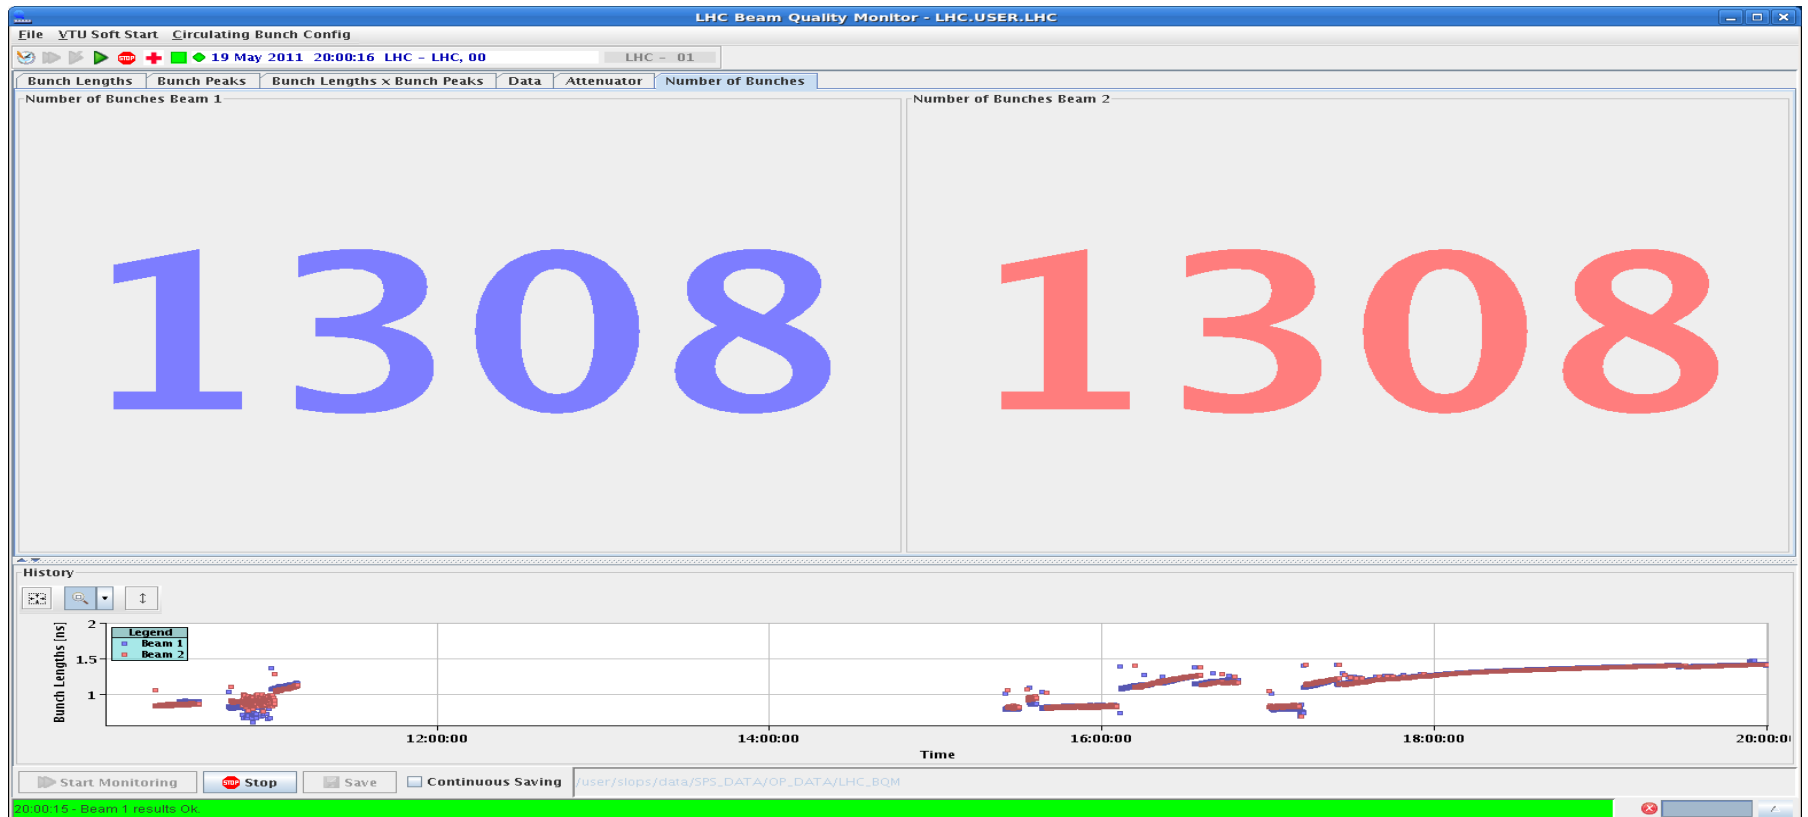 LHC Beam Quality Monitor - LHC.USER.LHC
File VTU Soft Start Circulating Bunch Config
STOP 19 May 2011 20:00:16 LHC - LHC, 00 LHC - 01
Bunch Lengths Bunch Peaks Bunch Lengths x Bunch Peaks Data Attenuator Number of Bunches
Number of Bunches Beam 1 Number of Bunches Beam 2
1308 1308
History
Bunch Lengths [ns]
2
1.5
1
Legend
Beam 1
Beam 2
12:00:00 14:00:00 16:00:00 18:00:00 20:00:0
Time
Start Monitoring STOP Stop Save Continuous Saving /user/slops/data/SPS_DATA/OP_DATA/LHC_BQM
20:00:15 - Beam 1 results Ok.